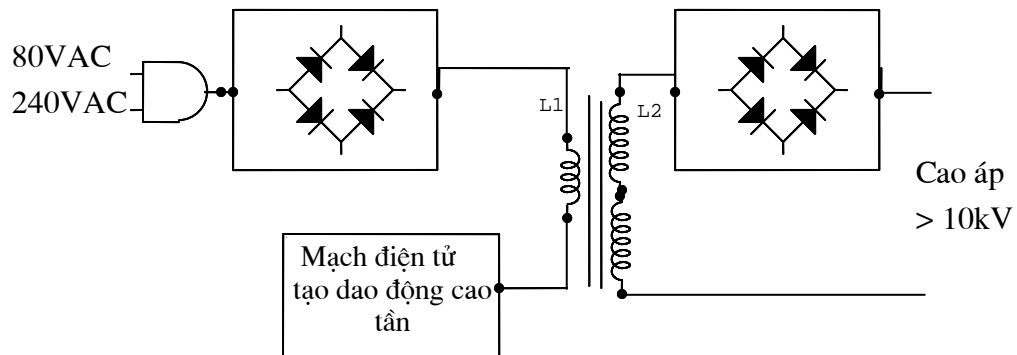 80VAC
240VAC
L1
L2
Cao áp
> 10kV
Mạch điện tử
tạo dao động cao
tần